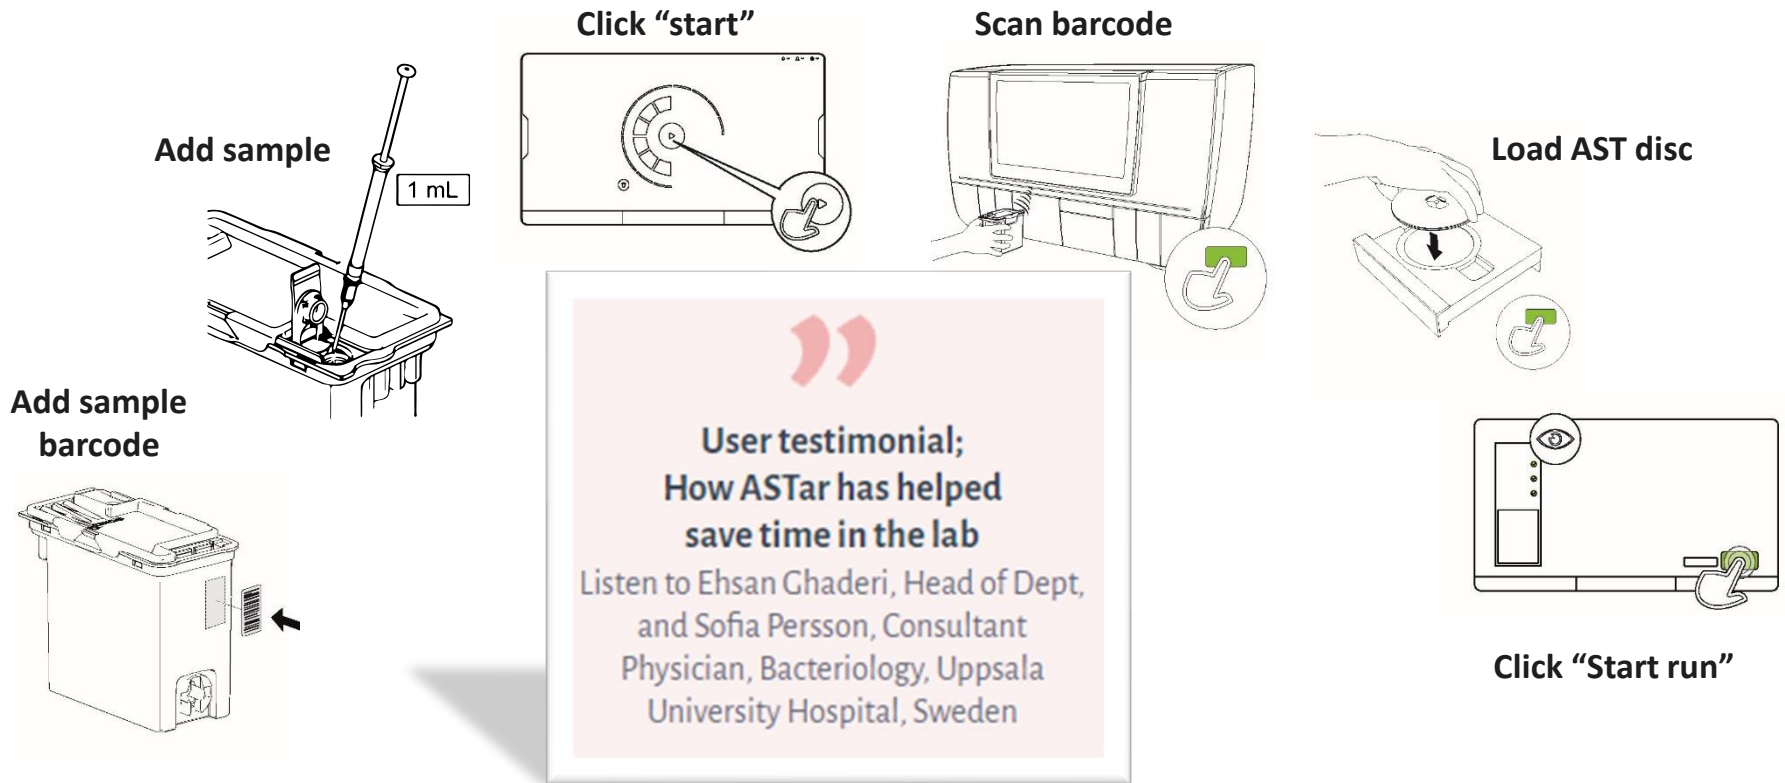 Click “start”
Scan barcode
Add sample
1 mL
Load AST disc
Add sample
barcode
”
User testimonial;
How ASTar has helped
save time in the lab
Listen to Ehsan Ghaderi, Head of Dept,
and Sofia Persson, Consultant
Physician, Bacteriology, Uppsala
University Hospital, Sweden
Click “Start run”